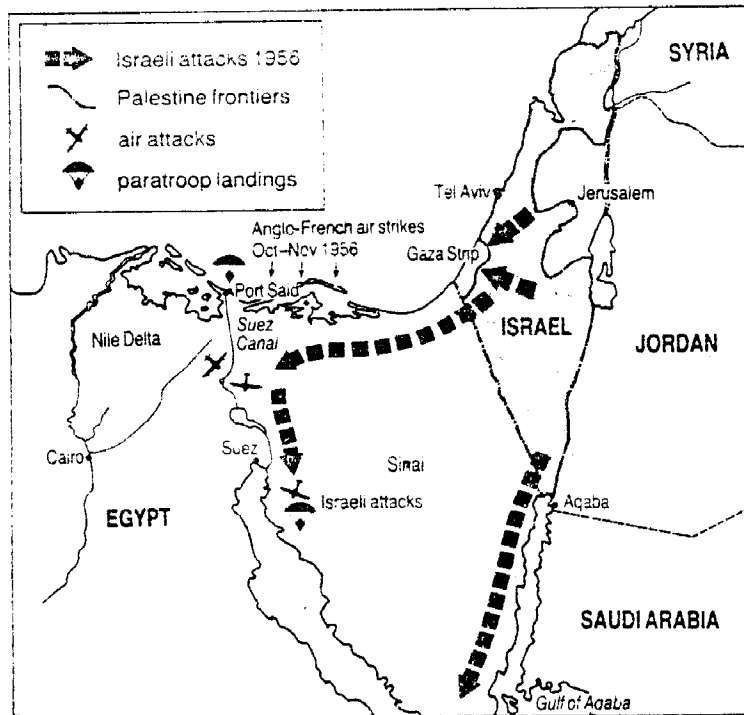 Israeli attacks 1956
Palestine frontiers
air attacks
paratroop landings
SYRIA
Tel Aviv
Jerusalem
Anglo-French air strikes
Oct–Nov 1956
Gaza Strip
Port Said
Suez
Canal
Nile Delta
ISRAEL
JORDAN
Cairo
Suez
Sinai
Israeli attacks
Aqaba
EGYPT
SAUDI ARABIA
Gulf of Aqaba